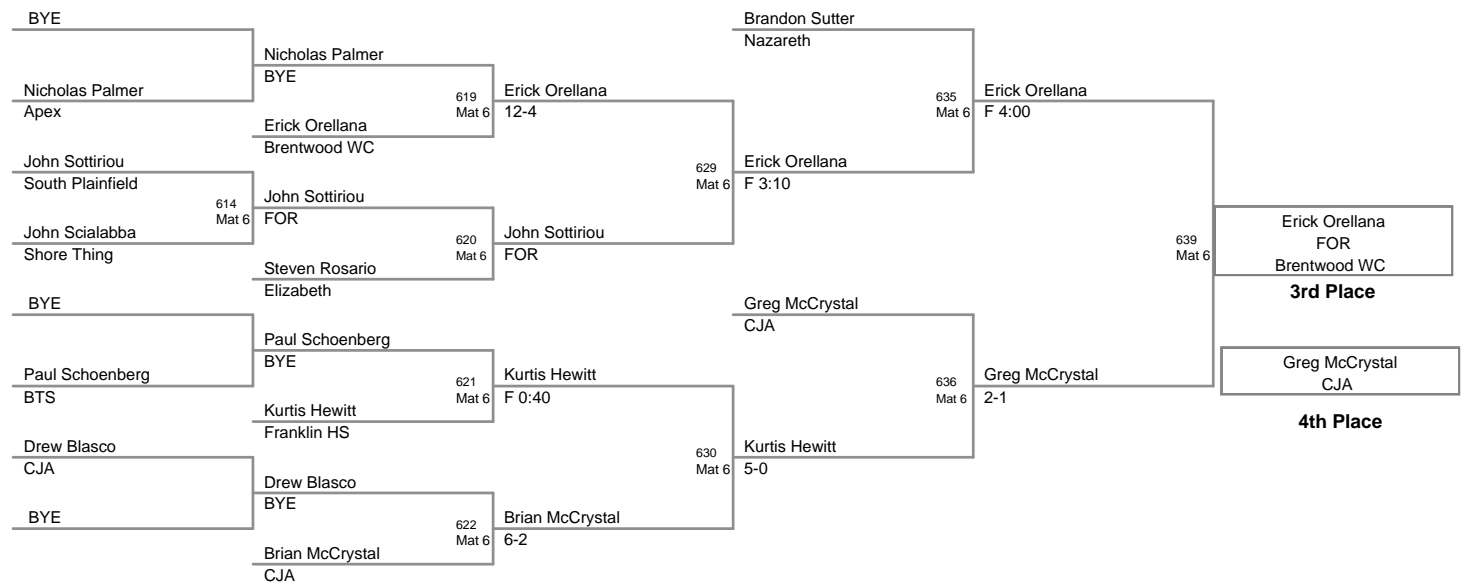 BYE
Nicholas Palmer
Apex
John Sottiriou
South Plainfield
614
Mat 6
John Scialabba
Shore Thing
BYE
Paul Schoenberg
BTS
Drew Blasco
CJA
BYE
Nicholas Palmer
BYE
619
Mat 6
Erick Orellana
Brentwood WC
John Sottiriou
FOR
620
Mat 6
Steven Rosario
Elizabeth
Paul Schoenberg
BYE
621
Mat 6
Kurtis Hewitt
Franklin HS
Drew Blasco
BYE
622
Mat 6
Brian McCrystal
CJA
Erick Orellana
12-4
629
Mat 6
John Sottiriou
FOR
Kurtis Hewitt
F 0:40
630
Mat 6
Brian McCrystal
6-2
Brandon Sutter
Nazareth
635
Mat 6
Erick Orellana
F 3:10
Greg McCrystal
CJA
636
Mat 6
Kurtis Hewitt
5-0
Erick Orellana
F 4:00
639
Mat 6
Greg McCrystal
2-1
Erick Orellana
FOR
Brentwood WC
3rd Place
Greg McCrystal
CJA
4th Place